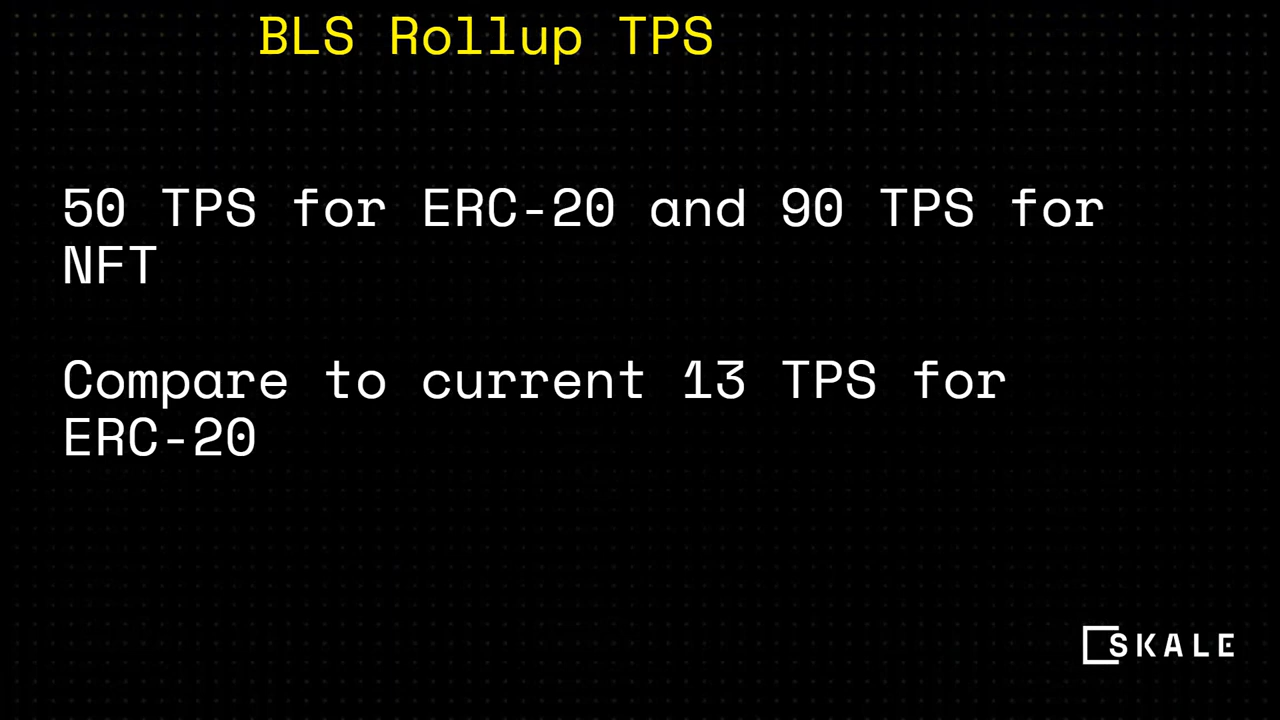 BLS Rollup TPS
50 TPS for ERC-20 and 90 TPS for
NFT
Compare to current 13 TPS for
ERC-20
SKALE